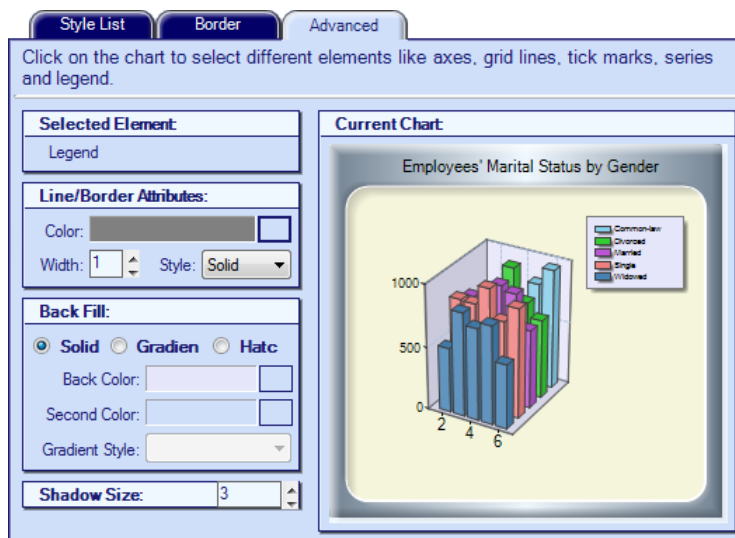 Style List
Border
Advanced
Click on the chart to select different elements like axes, grid lines, tick marks, series
and legend.
Selected Element:
Legend
Line/Border Attributes:
Color:
Width: 1 Style: Solid
Back Fill:
Solid Gradien Hatc
Back Color:
Second Color:
Gradient Style:
Shadow Size: 3
Current Chart:
Employees' Marital Status by Gender
Common-law
Divorced
Married
Single
Widowed
1000
500
0
2
4
6